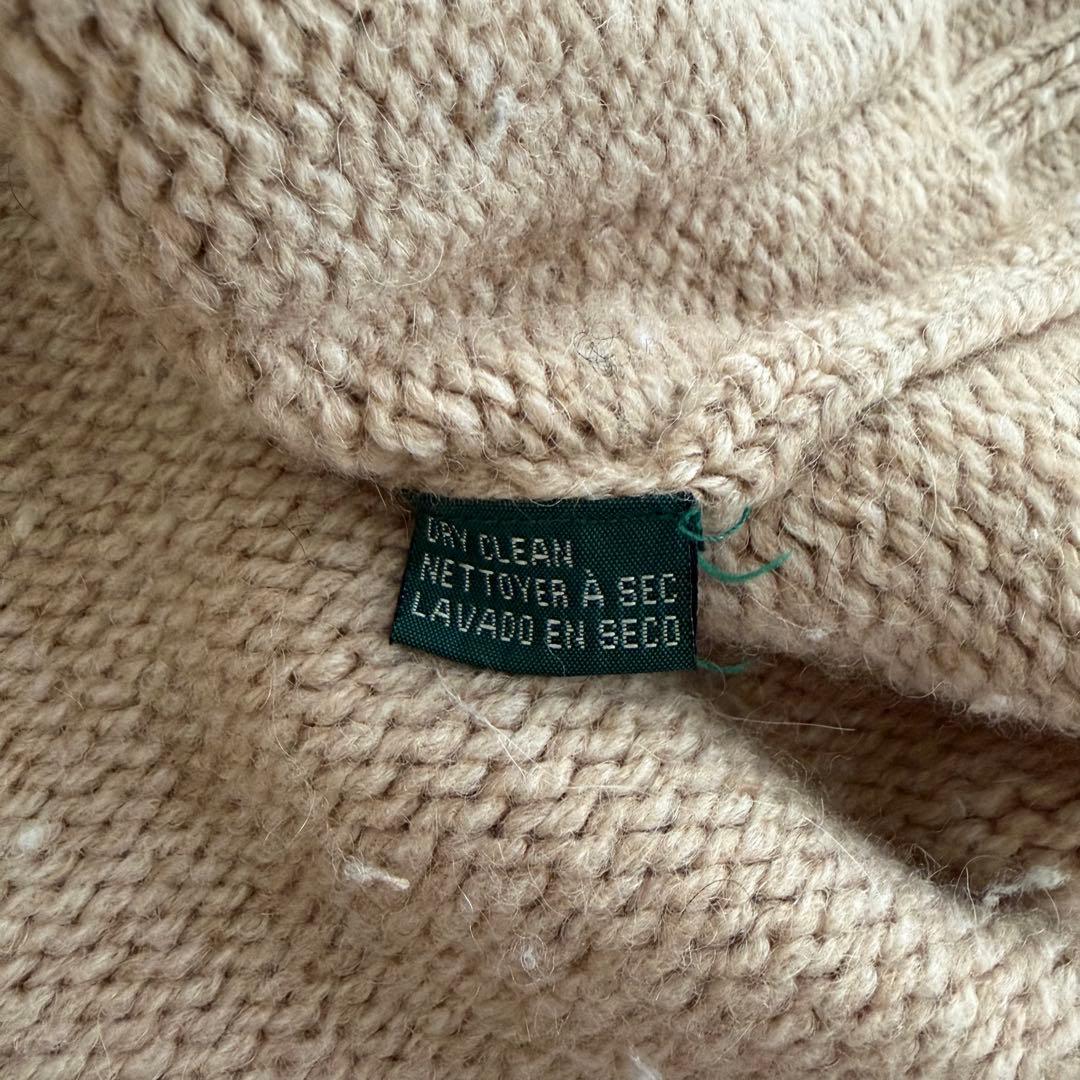 DRY CLEAN
NETTOYER À SEC
LAVADO EN SECO